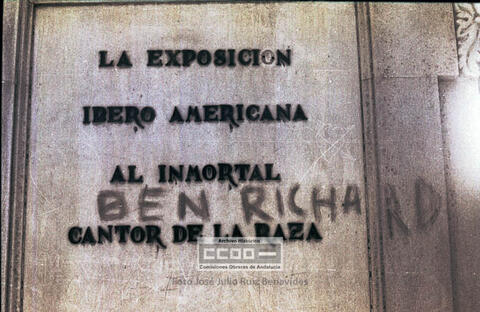 LA EXPOSICION
IBERO AMERICANA
AL INMORTAL
BEN RICHARD
CANTOR DE LA RAZA
Archivo Histórico
CCOO
Comisiones Obreras de Andalucía
Foto José Julio Ruiz Benavides